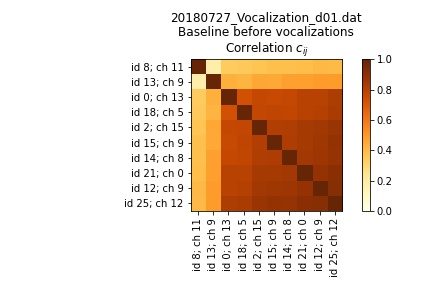 20180727_Vocalization_d01.dat
Baseline before vocalizations
Correlation c_ij
id 8; ch 11
id 13; ch 9
id 0; ch 13
id 18; ch 5
id 2; ch 15
id 15; ch 9
id 14; ch 8
id 21; ch 0
id 12; ch 9
id 25; ch 12
1.0
0.8
0.6
0.4
0.2
0.0
id 8; ch 11
id 13; ch 9
id 0; ch 13
id 18; ch 5
id 2; ch 15
id 15; ch 9
id 14; ch 8
id 21; ch 0
id 12; ch 9
id 25; ch 12